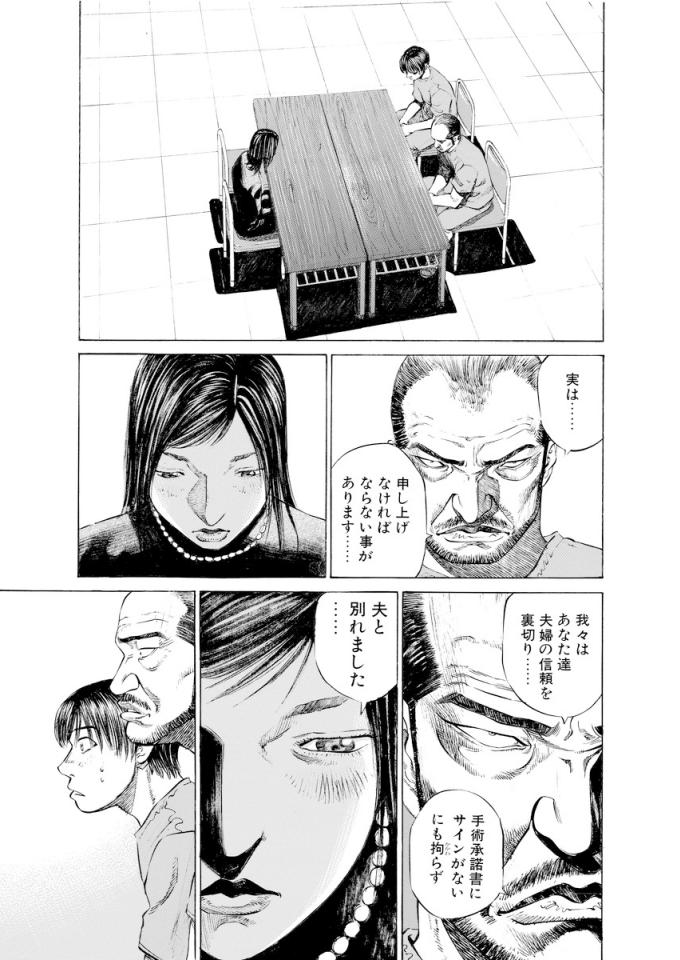 実は……
申し上げ
なければ
ならない事が
あります……
我々は
あなた達
夫婦の信頼を
裏切り……
手術承諾書に
サインがない
にも拘らず
夫と
別れました
……